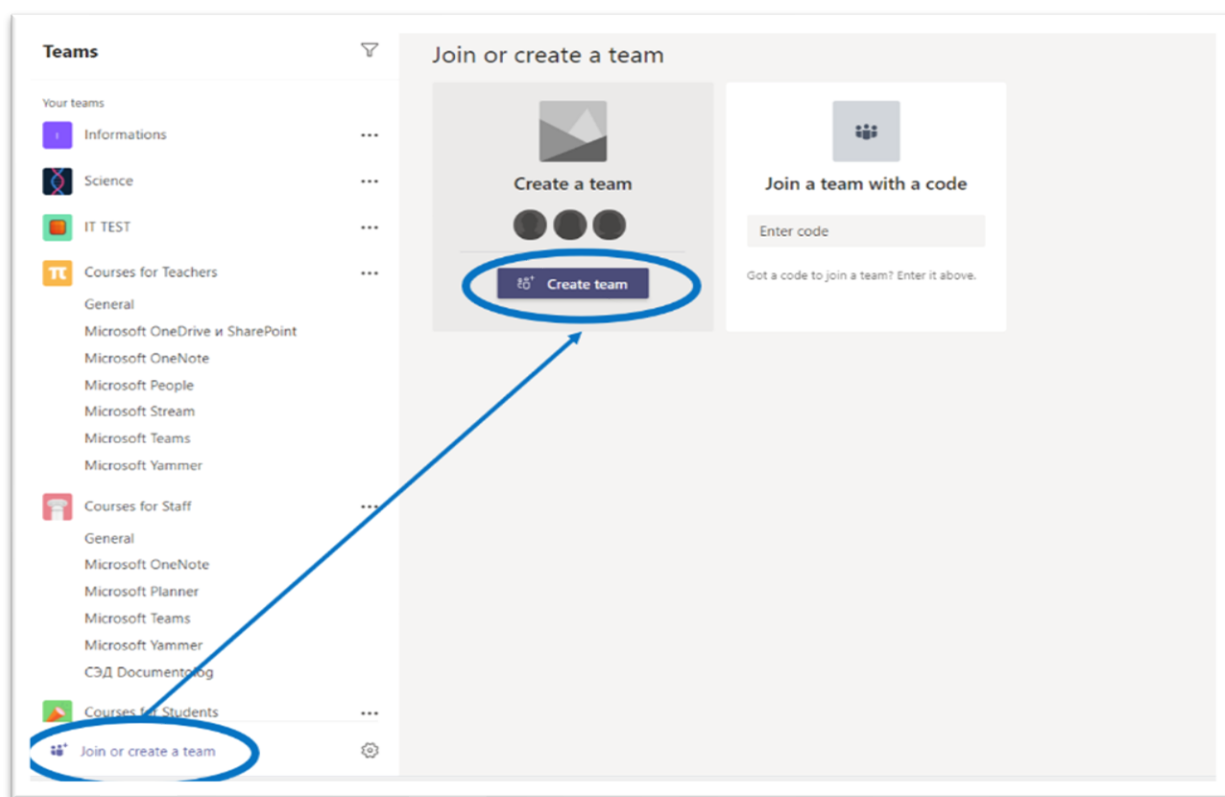 Teams
Your teams
Informations
Science
IT TEST
Courses for Teachers
General
Microsoft OneDrive и SharePoint
Microsoft OneNote
Microsoft People
Microsoft Stream
Microsoft Teams
Microsoft Yammer
Courses for Staff
General
Microsoft OneNote
Microsoft Planner
Microsoft Teams
Microsoft Yammer
СЭД Documentolog
Courses for Students
Join or create a team
Join or create a team
Create a team
Create team
Join a team with a code
Enter code
Got a code to join a team? Enter it above.